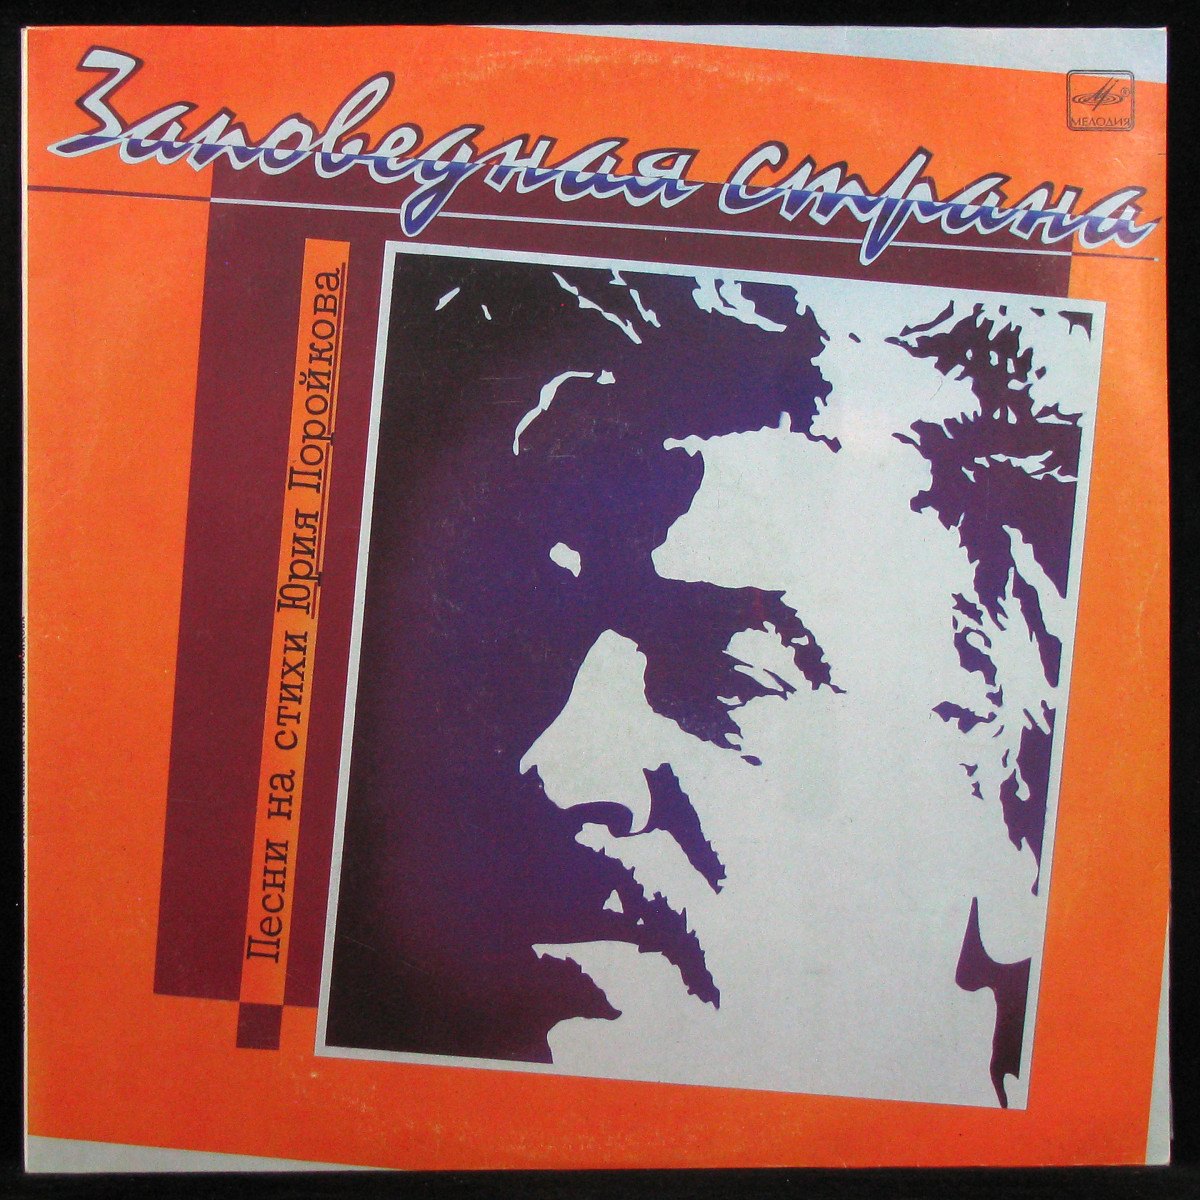 Заповедная страна
МЕЛОДИЯ
Песни на стихи Юрия Поройкова